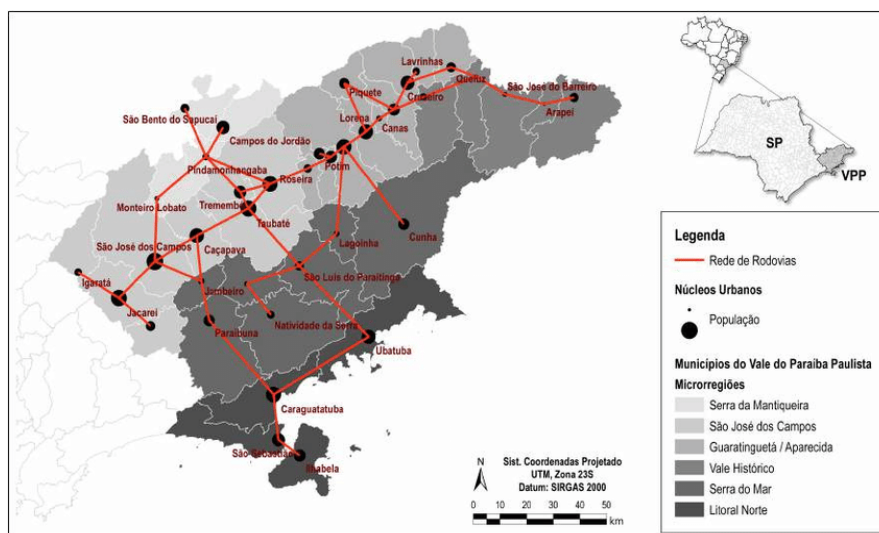 Lavrinhas
Queluz
São José do Barreiro
Piquete
Cruzeiro
Arapeí
Lorena
Canas
São Bento do Sapucaí
Campos do Jordão
Potim
Pindamonhangaba
Roseira
Monteiro Lobato
Tremembé
Taubaté
Cunha
Lagoinha
São José dos Campos
Caçapava
São Luis do Paraitinga
Igaratá
Jambeiro
Jacareí
Natividade da Serra
Paraibuna
Ubatuba
Caraguatatuba
São Sebastião
Ilhabela
N
Sist. Coordenadas Projetado
UTM, Zona 23S
Datum: SIRGAS 2000
0 10 20 30 40 50
km
SP
VPP
Legenda
Rede de Rodovias
Núcleos Urbanos
População
Municípios do Vale do Paraíba Paulista
Microrregiões
Serra da Mantiqueira
São José dos Campos
Guaratinguetá / Aparecida
Vale Histórico
Serra do Mar
Litoral Norte